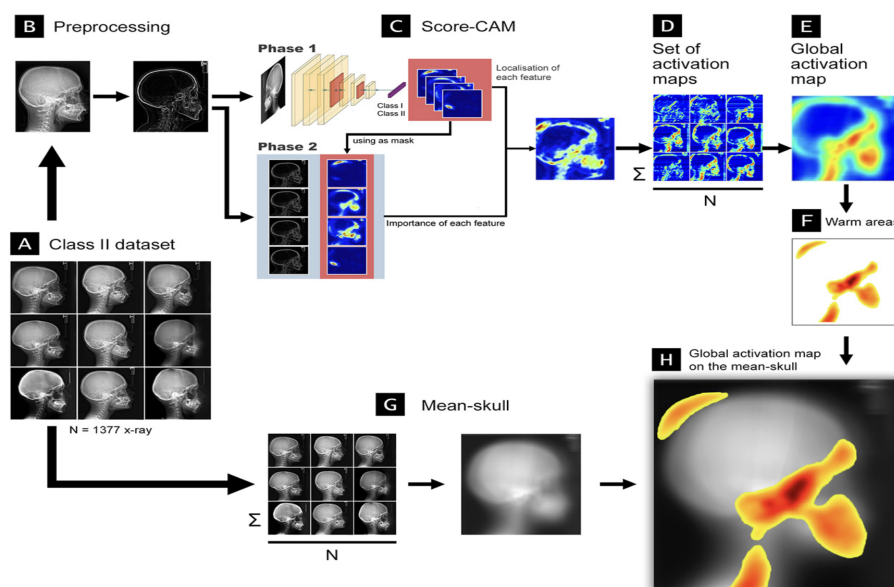 B Preprocessing
C Score-CAM
D
Set of
activation
maps
E
Global
activation
map
Phase 1
Class I
Class II
Localisation of
each feature
using as mask
Phase 2
Importance of each feature
Σ
N
A Class II dataset
N = 1377 x-ray
F Warm areas
G Mean-skull
Σ
N
H Global activation map
on the mean-skull